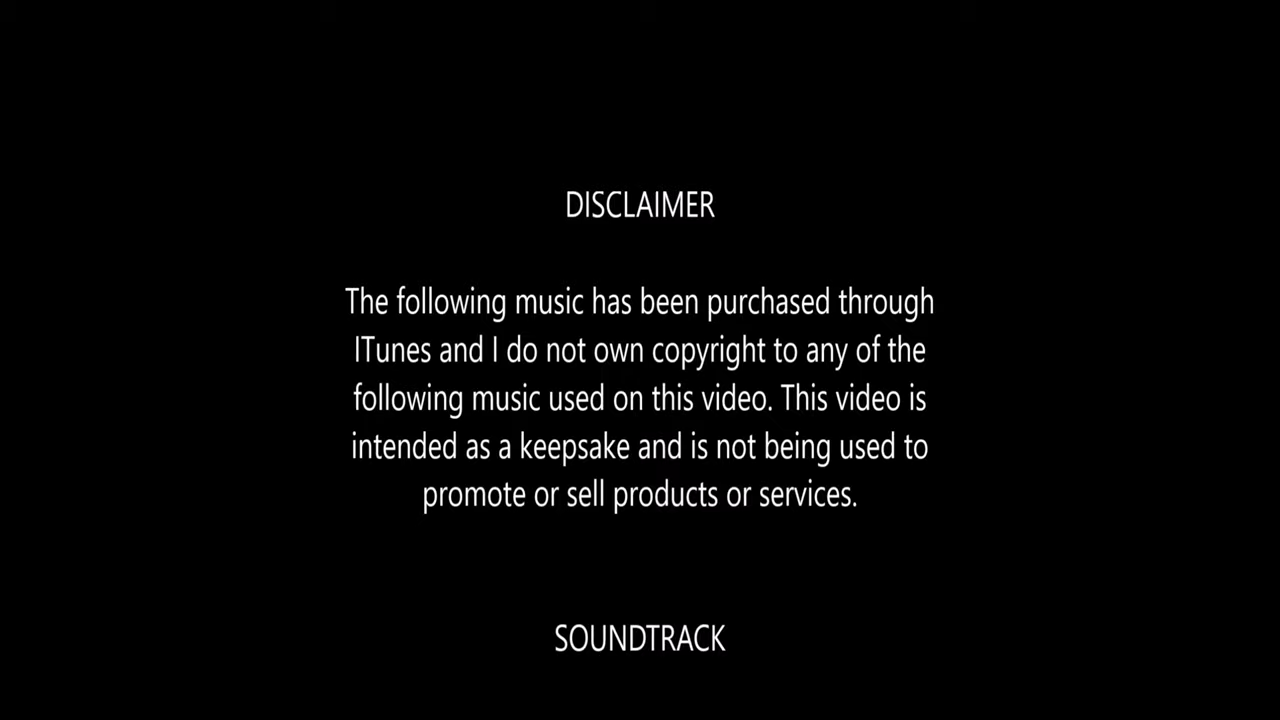 DISCLAIMER
The following music has been purchased through
ITunes and I do not own copyright to any of the
following music used on this video. This video is
intended as a keepsake and is not being used to
promote or sell products or services.
SOUNDTRACK